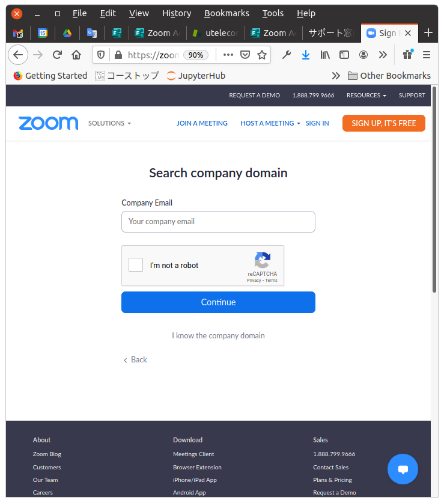 File Edit View History Bookmarks Tools Help
Zoom A utelecon Zoom A サポート窓 Sign
https://zoom 90%
Getting Started コーストップ JupyterHub Other Bookmarks
REQUEST A DEMO 1.888.799.9666 RESOURCES SUPPORT
zoom SOLUTIONS JOIN A MEETING HOST A MEETING SIGN IN SIGN UP, IT'S FREE
Search company domain
Company Email
Your company email
I'm not a robot
reCAPTCHA
Privacy - Terms
Continue
I know the company domain
Back
About Download Sales
Zoom Blog Meetings Client 1.888.799.9666
Customers Browser Extension Contact Sales
Our Team iPhone/iPad App Plans & Pricing
Careers Android App Request a Demo